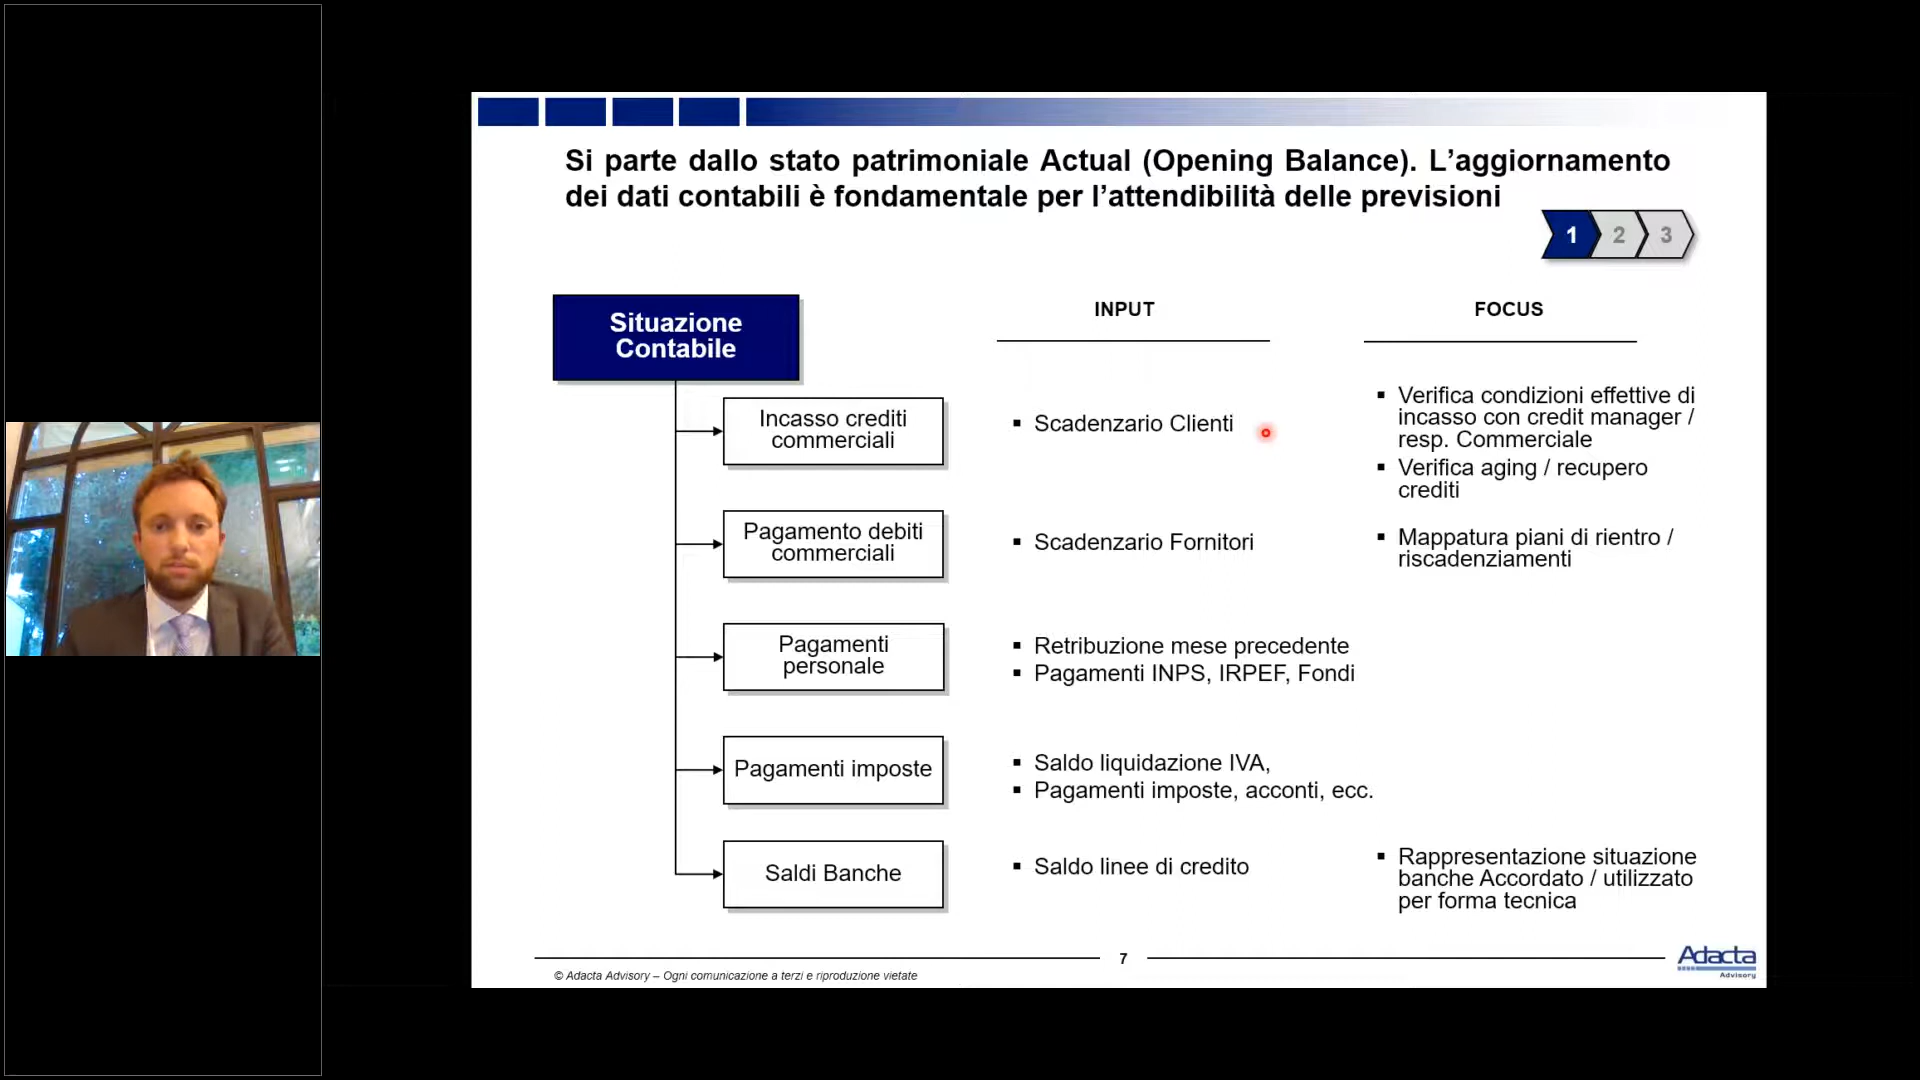 Si parte dallo stato patrimoniale Actual (Opening Balance). L’aggiornamento
dei dati contabili è fondamentale per l’attendibilità delle previsioni
1 2 3
Situazione
Contabile
INPUT
FOCUS
Incasso crediti
commerciali
▪ Scadenzario Clienti
▪ Verifica condizioni effettive di
incasso con credit manager /
resp. Commerciale
▪ Verifica aging / recupero
crediti
Pagamento debiti
commerciali
▪ Scadenzario Fornitori
▪ Mappatura piani di rientro /
riscadenziamenti
Pagamenti
personale
▪ Retribuzione mese precedente
▪ Pagamenti INPS, IRPEF, Fondi
Pagamenti imposte
▪ Saldo liquidazione IVA,
▪ Pagamenti imposte, acconti, ecc.
Saldi Banche
▪ Saldo linee di credito
▪ Rappresentazione situazione
banche Accordato / utilizzato
per forma tecnica
7
© Adacta Advisory – Ogni comunicazione a terzi e riproduzione vietate
Adacta
Advisory